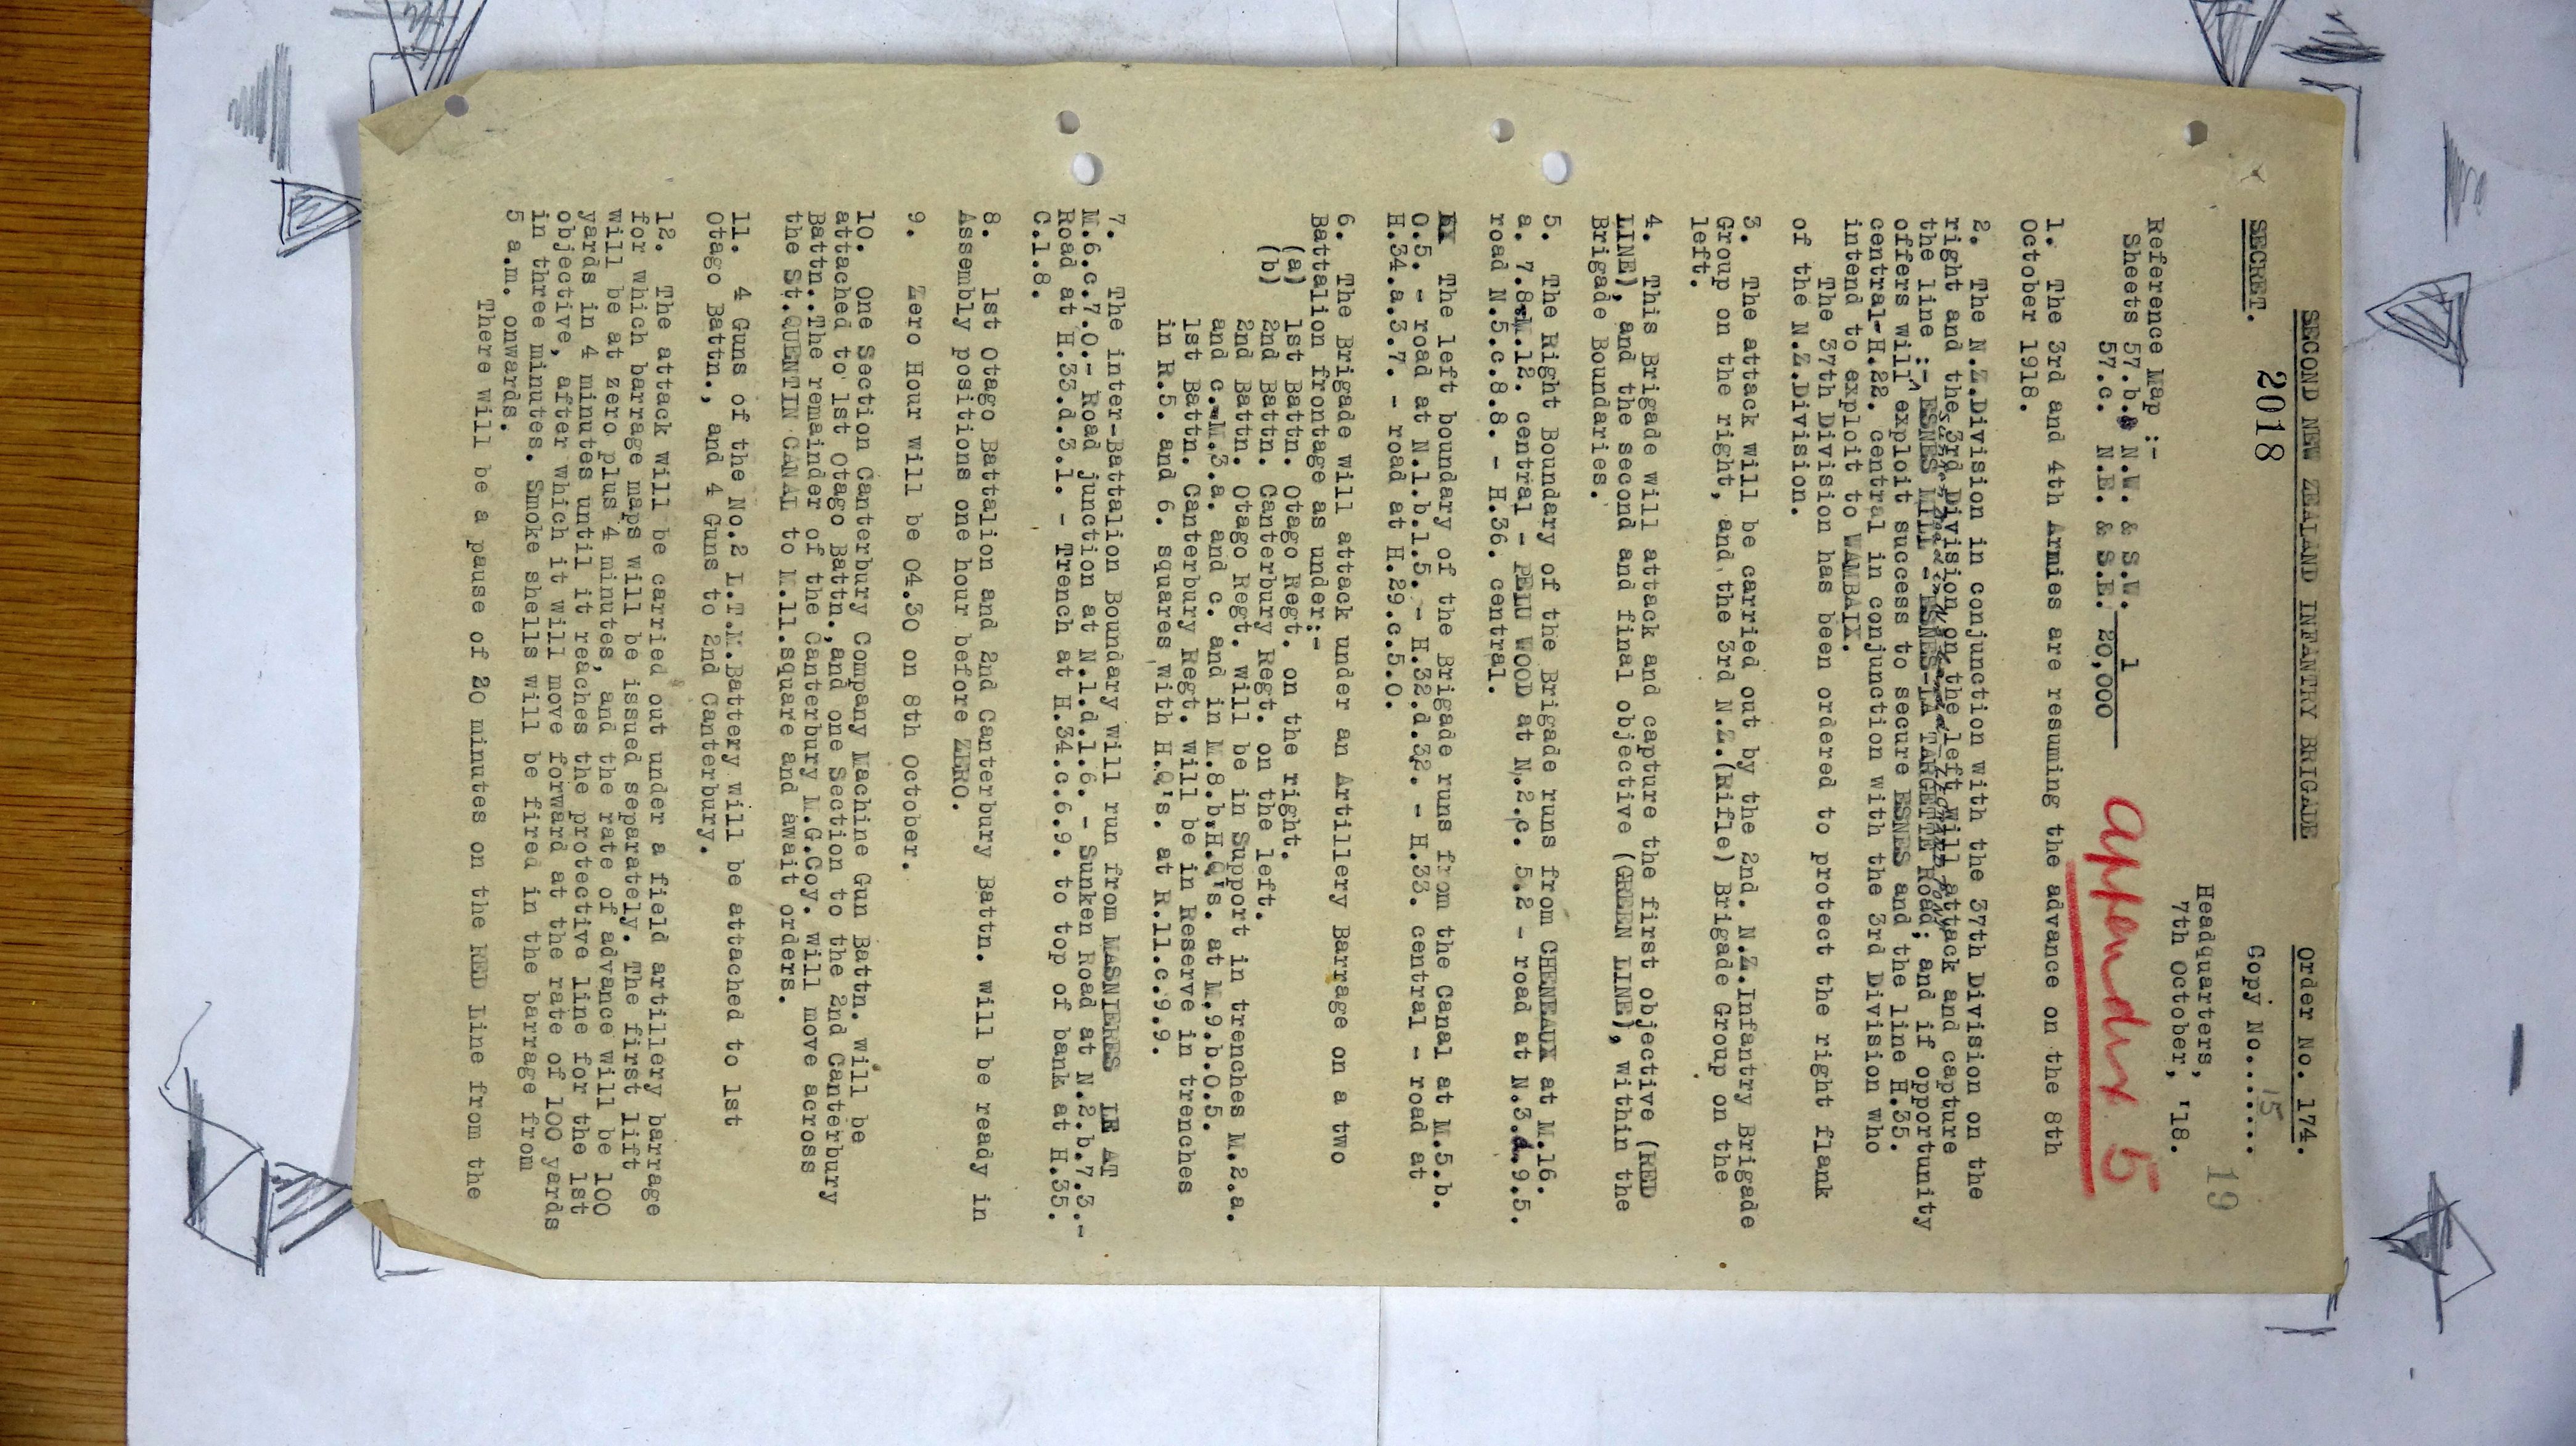 SECOND NEW ZEALAND INFANTRY BRIGADE Order No. 174.
SECRET. 2018 Copy No. 15
19
Headquarters,
7th October, '18.
Reference Map :-
Sheets 57.b. N.W. & S.W. 1
57.c. N.E. & S.E. 20,000
Appendix 5
1. The 3rd and 4th Armies are resuming the advance on the 8th
October 1918.
2. The N.Z.Division in conjunction with the 37th Division on the
right and the 3rd Division on the left will attack and capture
the line :- ESNES MILL - ESNES-LA TARGETTE Road; and if opportunity
offers will exploit success to secure ESNES and the line H.35.
central-H.22. central in conjunction with the 3rd Division who
intend to exploit to WAMBAIX.
The 37th Division has been ordered to protect the right flank
of the N.Z.Division.
3. The attack will be carried out by the 2nd. N.Z.Infantry Brigade
Group on the right, and the 3rd N.Z.(Rifle) Brigade Group on the
left.
4. This Brigade will attack and capture the first objective (RED
LINE), and the second and final objective (GREEN LINE), within the
Brigade Boundaries.
5. The Right Boundary of the Brigade runs from CHENEAUX at M.16.
a. 7.8-M.12. central - PELU WOOD at N.2.c. 5.2 - road at N.3.d.9.5.
road N.5.c.8.8. - H.36. central.
The left boundary of the Brigade runs from the Canal at M.5.b.
0.5. - road at N.1.b.1.5. - H.32.d.32. - H.33. central - road at
H.34.a.3.7. - road at H.29.c.5.0.
6. The Brigade will attack under an Artillery Barrage on a two
Battalion frontage as under:-
(a) 1st Battn. Otago Regt. on the right.
(b) 2nd Battn. Canterbury Regt. on the left.
2nd Battn. Otago Regt. will be in Support in trenches M.2.a.
and c.-M.3.a. and c. and in M.8.b.H.Q's. at M.9.b.0.5.
1st Battn. Canterbury Regt. will be in Reserve in trenches
in R.5. and 6. squares with H.Q's. at R.11.c.9.9.
7. The inter-Battalion Boundary will run from MASNIERES LE AT
M.6.c.7.0.- Road junction at N.1.d.1.6. - Sunken Road at N.2.b.7.3.-
Road at H.33.d.3.1. - Trench at H.34.c.6.9. to top of bank at H.35.
C.1.8.
8. 1st Otago Battalion and 2nd Canterbury Battn. will be ready in
Assembly positions one hour before ZERO.
9. Zero Hour will be 04.30 on 8th October.
10. One Section Canterbury Company Machine Gun Battn. will be
attached to 1st Otago Battn.,and one Section to the 2nd Canterbury
Battn..The remainder of the Canterbury M.G.Coy. will move across
the St.QUENTIN CANAL to M.11.square and await orders.
11. 4 Guns of the No.2 L.T.M.Battery will be attached to 1st
Otago Battn., and 4 Guns to 2nd Canterbury.
12. The attack will be carried out under a field artillery barrage
for which barrage maps will be issued separately. The first lift
will be at zero plus 4 minutes, and the rate of advance will be 100
yards in 4 minutes until it reaches the protective line for the 1st
objective, after which it will move forward at the rate of 100 yards
in three minutes. Smoke shells will be fired in the barrage from
5 a.m. onwards.
There will be a pause of 20 minutes on the RED Line from the